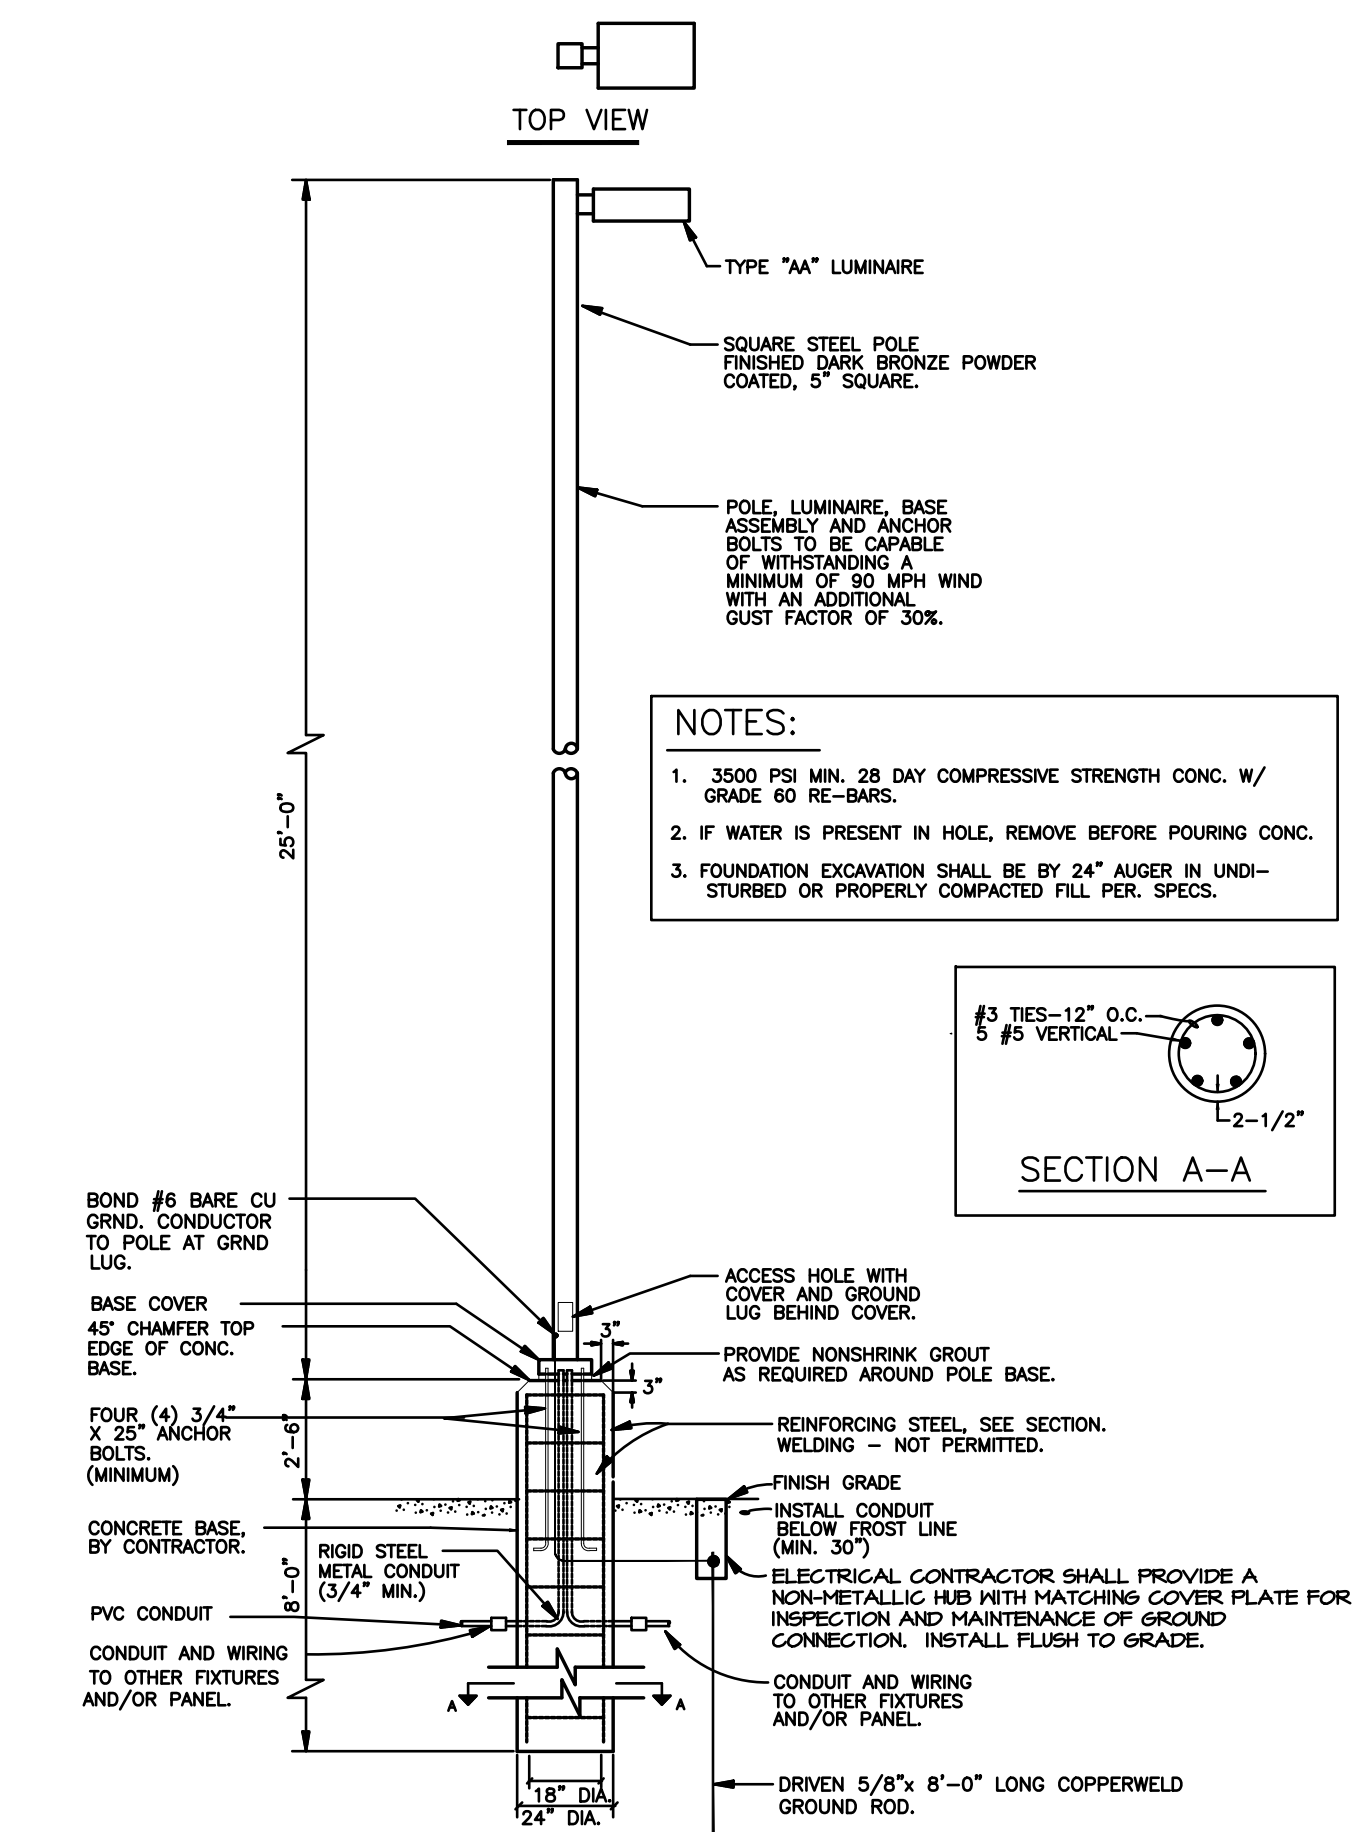 TOP VIEW
TYPE "AA" LUMINAIRE
SQUARE STEEL POLE
FINISHED DARK BRONZE POWDER
COATED, 5" SQUARE.
POLE, LUMINAIRE, BASE
ASSEMBLY AND ANCHOR
BOLTS TO BE CAPABLE
OF WITHSTANDING A
MINIMUM OF 90 MPH WIND
WITH AN ADDITIONAL
GUST FACTOR OF 30%.
25'-0"
NOTES:
1. 3500 PSI MIN. 28 DAY COMPRESSIVE STRENGTH CONC. W/
GRADE 60 RE-BARS.
2. IF WATER IS PRESENT IN HOLE, REMOVE BEFORE POURING CONC.
3. FOUNDATION EXCAVATION SHALL BE BY 24" AUGER IN UNDI-
STURBED OR PROPERLY COMPACTED FILL PER. SPECS.
#3 TIES-12" O.C.
5 #5 VERTICAL
2-1/2"
SECTION A-A
BOND #6 BARE CU
GRND. CONDUCTOR
TO POLE AT GRND
LUG.
BASE COVER
45° CHAMFER TOP
EDGE OF CONC.
BASE.
FOUR (4) 3/4"
X 25" ANCHOR
BOLTS.
(MINIMUM)
2'-6"
CONCRETE BASE,
BY CONTRACTOR.
8'-0"
RIGID STEEL
METAL CONDUIT
(3/4" MIN.)
PVC CONDUIT
CONDUIT AND WIRING
TO OTHER FIXTURES
AND/OR PANEL.
ACCESS HOLE WITH
COVER AND GROUND
LUG BEHIND COVER.
3"
PROVIDE NONSHRINK GROUT
AS REQUIRED AROUND POLE BASE.
3"
REINFORCING STEEL, SEE SECTION.
WELDING - NOT PERMITTED.
FINISH GRADE
INSTALL CONDUIT
BELOW FROST LINE
(MIN. 30")
ELECTRICAL CONTRACTOR SHALL PROVIDE A
NON-METALLIC HUB WITH MATCHING COVER PLATE FOR
INSPECTION AND MAINTENANCE OF GROUND
CONNECTION. INSTALL FLUSH TO GRADE.
CONDUIT AND WIRING
TO OTHER FIXTURES
AND/OR PANEL.
A
A
DRIVEN 5/8"x 8'-0" LONG COPPERWELD
GROUND ROD.
18" DIA.
24" DIA.